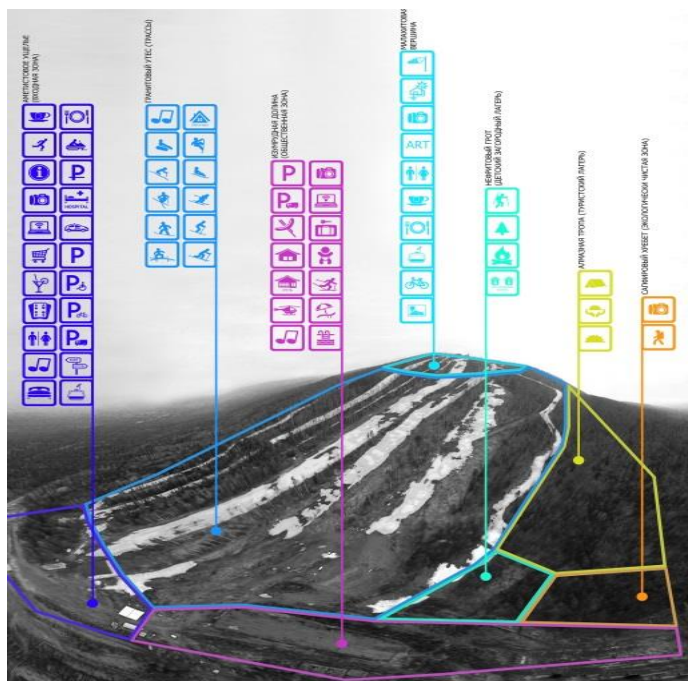 АМЕТИСТОВОЕ УЩЕЛЬЕ
(ВХОДНАЯ ЗОНА)
ГРАНИТОВЫЙ УТЕС (ТРАССЫ)
ИЗУМРУДНАЯ ДОЛИНА
(ОБЩЕСТВЕННАЯ ЗОНА)
МАЛАХИТОВАЯ
ВЕРШИНА
НЕФРИТОВЫЙ ГРОТ
(ДЕТСКИЙ ЗАГОРОДНЫЙ ЛАГЕРЬ)
АЛМАЗНАЯ ТРОПА (ТУРИСТСКИЙ ЛАГЕРЬ)
САПФИРОВЫЙ ХРЕБЕТ (ЭКОЛОГИЧЕСКИ ЧИСТАЯ ЗОНА)
HOSPITAL
P
P
P
P
P
P
ART